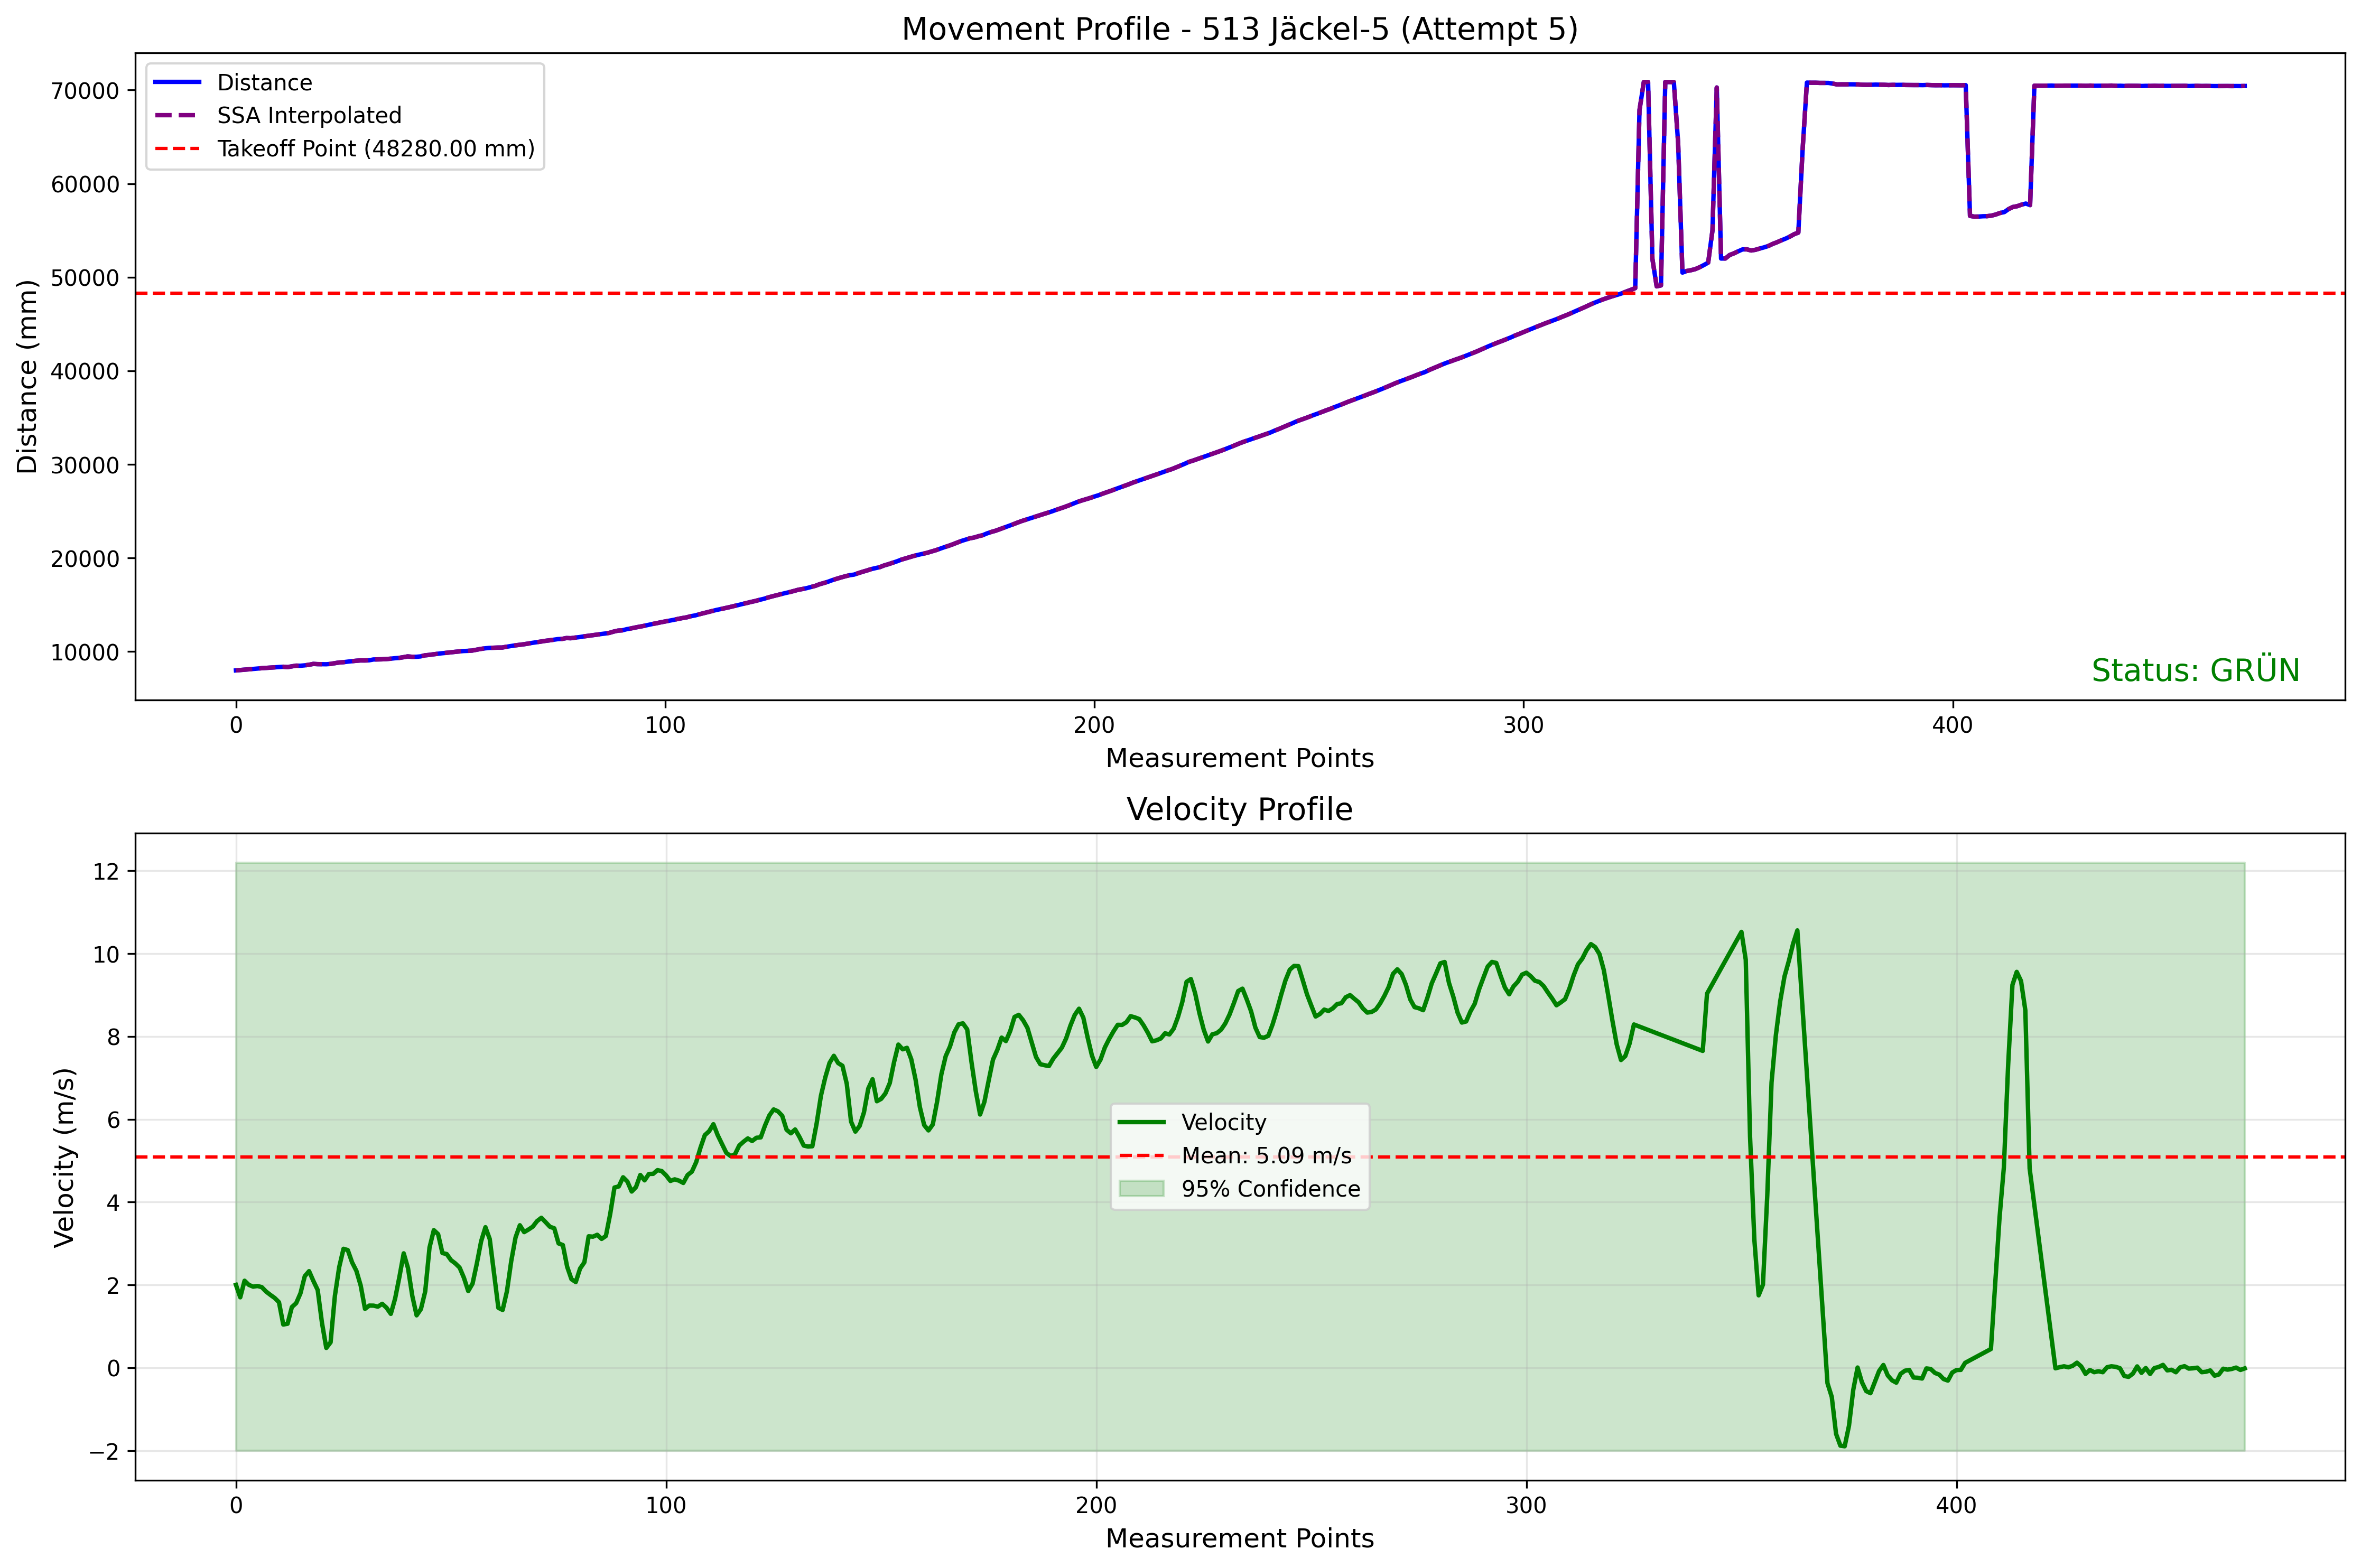 Movement Profile - 513 Jäckel-5 (Attempt 5)
Distance (mm)
70000
60000
50000
40000
30000
20000
10000
Distance
SSA Interpolated
Takeoff Point (48280.00 mm)
Status: GRÜN
0 100 200 300 400
Measurement Points
Velocity Profile
Velocity (m/s)
12
10
8
6
4
2
0
−2
Velocity
Mean: 5.09 m/s
95% Confidence
0 100 200 300 400
Measurement Points